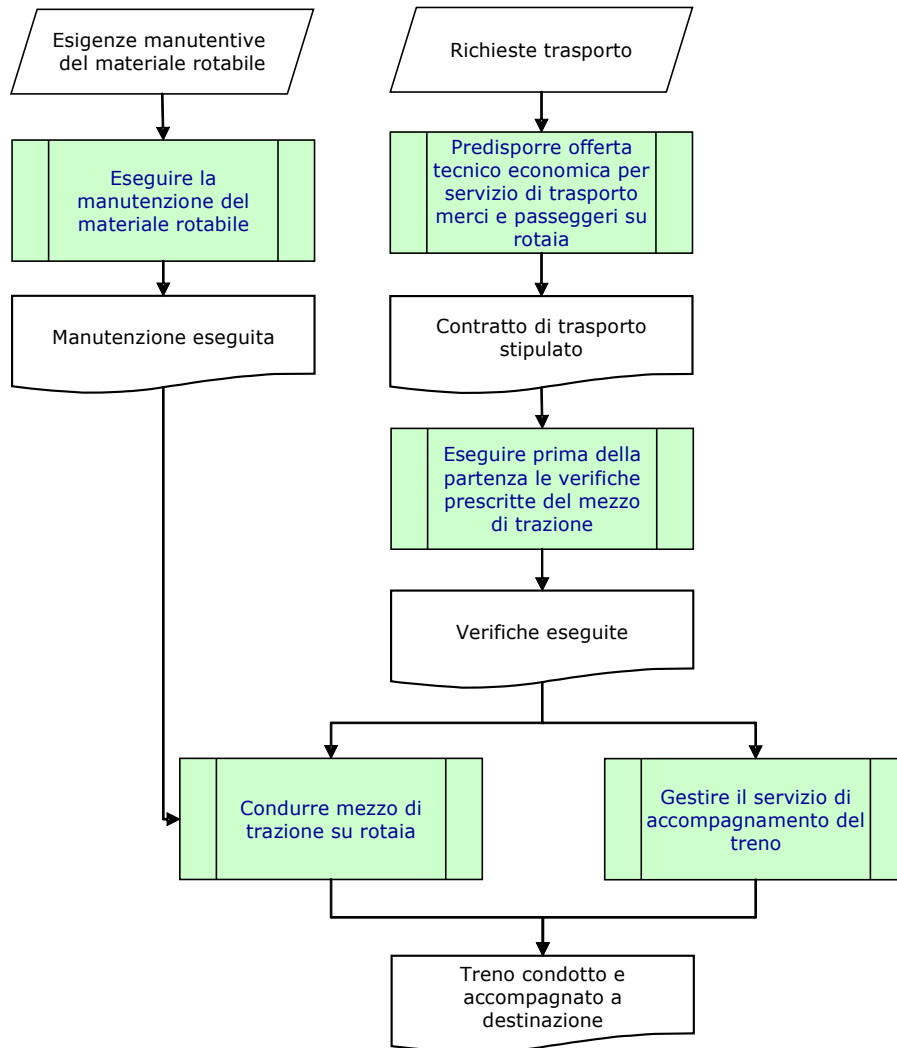 Esigenze manutentive
del materiale rotabile
Richieste trasporto
Eseguire la
manutenzione del
materiale rotabile
Predisporre offerta
tecnico economica per
servizio di trasporto
merci e passeggeri su
rotaia
Manutenzione eseguita
Contratto di trasporto
stipulato
Eseguire prima della
partenza le verifiche
prescritte del mezzo
di trazione
Verifiche eseguite
Condurre mezzo di
trazione su rotaia
Gestire il servizio di
accompagnamento del
treno
Treno condotto e
accompagnato a
destinazione